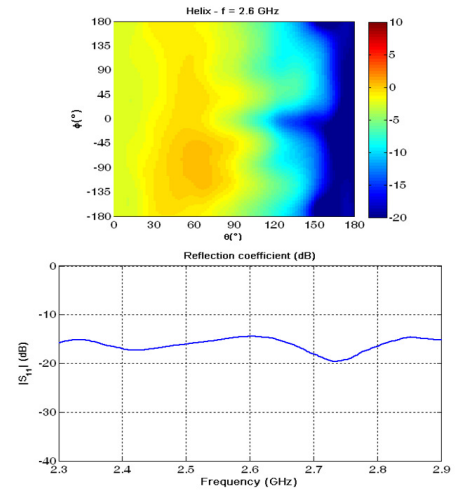 Helix - f = 2.6 GHz
180
135
90
45
0
-45
-90
-135
-180
ϕ(°)
0 30 60 90 120 150 180
θ(°)
10
5
0
-5
-10
-15
-20
Reflection coefficient (dB)
0
-10
-20
-30
-40
|S11| (dB)
2.3 2.4 2.5 2.6 2.7 2.8 2.9
Frequency (GHz)